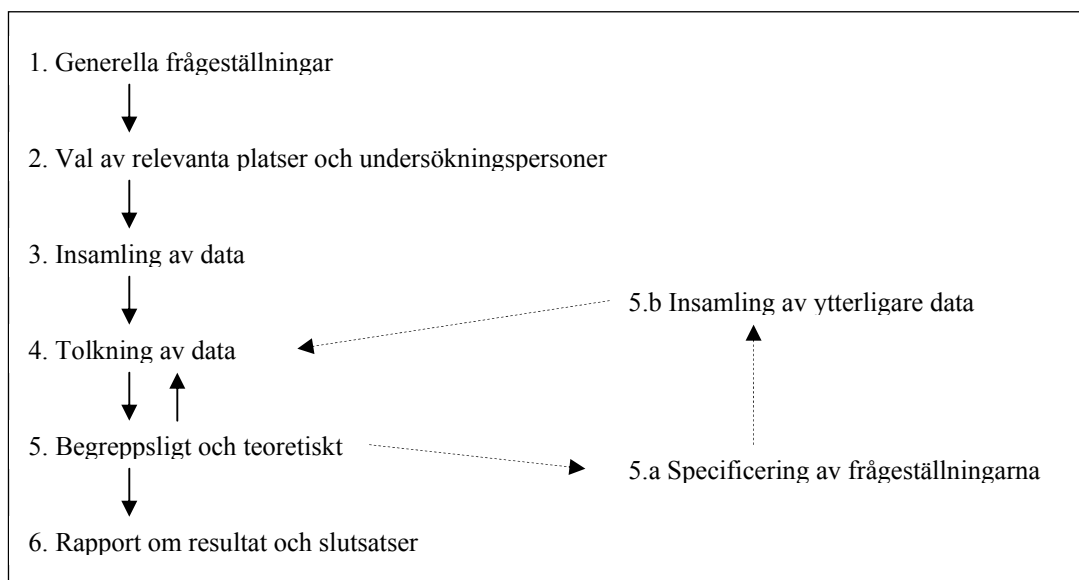 1. Generella frågeställningar
2. Val av relevanta platser och undersökningspersoner
3. Insamling av data
5.b Insamling av ytterligare data
4. Tolkning av data
5. Begreppsligt och teoretiskt
5.a Specificering av frågeställningarna
6. Rapport om resultat och slutsatser